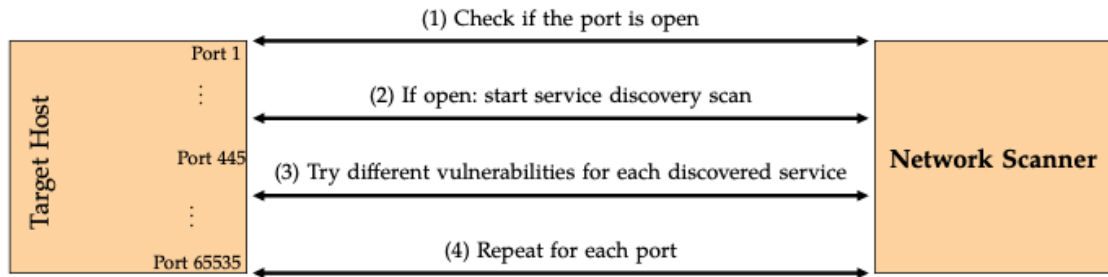 (1) Check if the port is open
Port 1
⋮
(2) If open: start service discovery scan
Target Host
Port 445
Network Scanner
(3) Try different vulnerabilities for each discovered service
⋮
(4) Repeat for each port
Port 65535